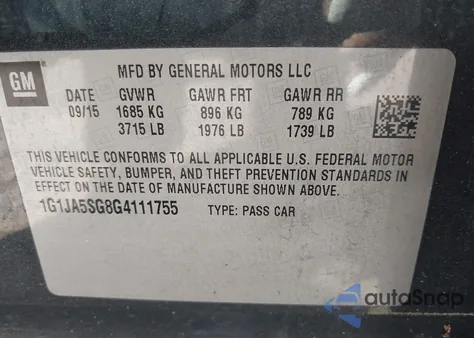 GM
MFD BY GENERAL MOTORS LLC
DATE GVWR GAWR FRT GAWR RR
09/15 1685 KG 896 KG 789 KG
3715 LB 1976 LB 1739 LB
THIS VEHICLE CONFORMS TO ALL APPLICABLE U.S. FEDERAL MOTOR
VEHICLE SAFETY, BUMPER, AND THEFT PREVENTION STANDARDS
IN EFFECT ON THE DATE OF MANUFACTURE SHOWN ABOVE.
1G1JA5SG8G4111755 TYPE: PASS CAR
autoSnap